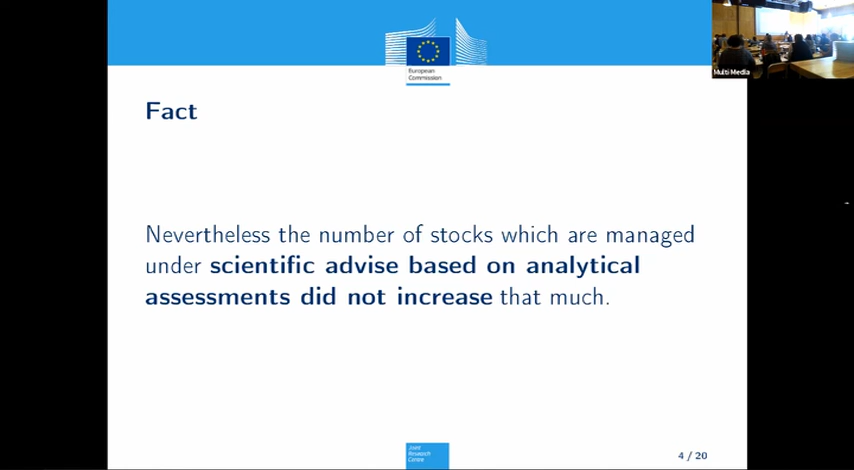 European
Commission
Multi Media
Fact
Nevertheless the number of stocks which are managed
under scientific advise based on analytical
assessments did not increase that much.
Joint
Research
Centre
4 / 20